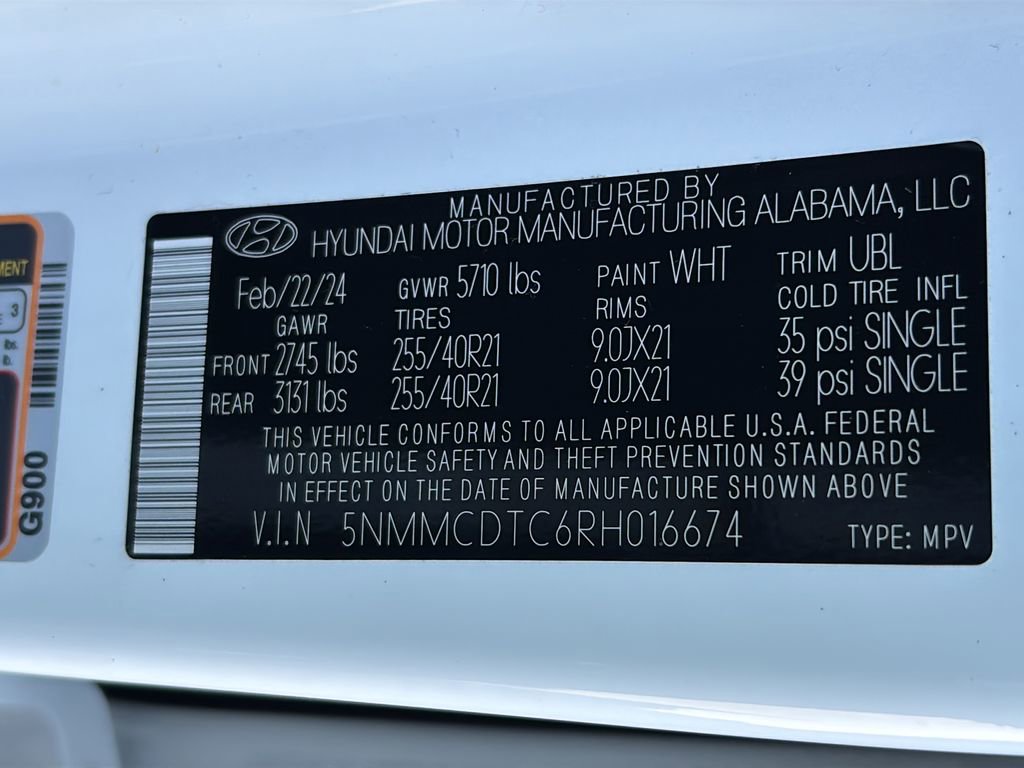 MANUFACTURED BY
HYUNDAI MOTOR MANUFACTURING ALABAMA, LLC
Feb/22/24 GVWR 5710 lbs PAINT WHT TRIM UBL
GAWR TIRES RIMS COLD TIRE INFL
FRONT 2745 lbs 255/40R21 9.0JX21 35 psi SINGLE
REAR 3131 lbs 255/40R21 9.0JX21 39 psi SINGLE
THIS VEHICLE CONFORMS TO ALL APPLICABLE U.S.A. FEDERAL
MOTOR VEHICLE SAFETY AND THEFT PREVENTION STANDARDS
IN EFFECT ON THE DATE OF MANUFACTURE SHOWN ABOVE
V.I.N 5NMMCDTC6RH016674 TYPE: MPV
3
lbs.
lb.
G900